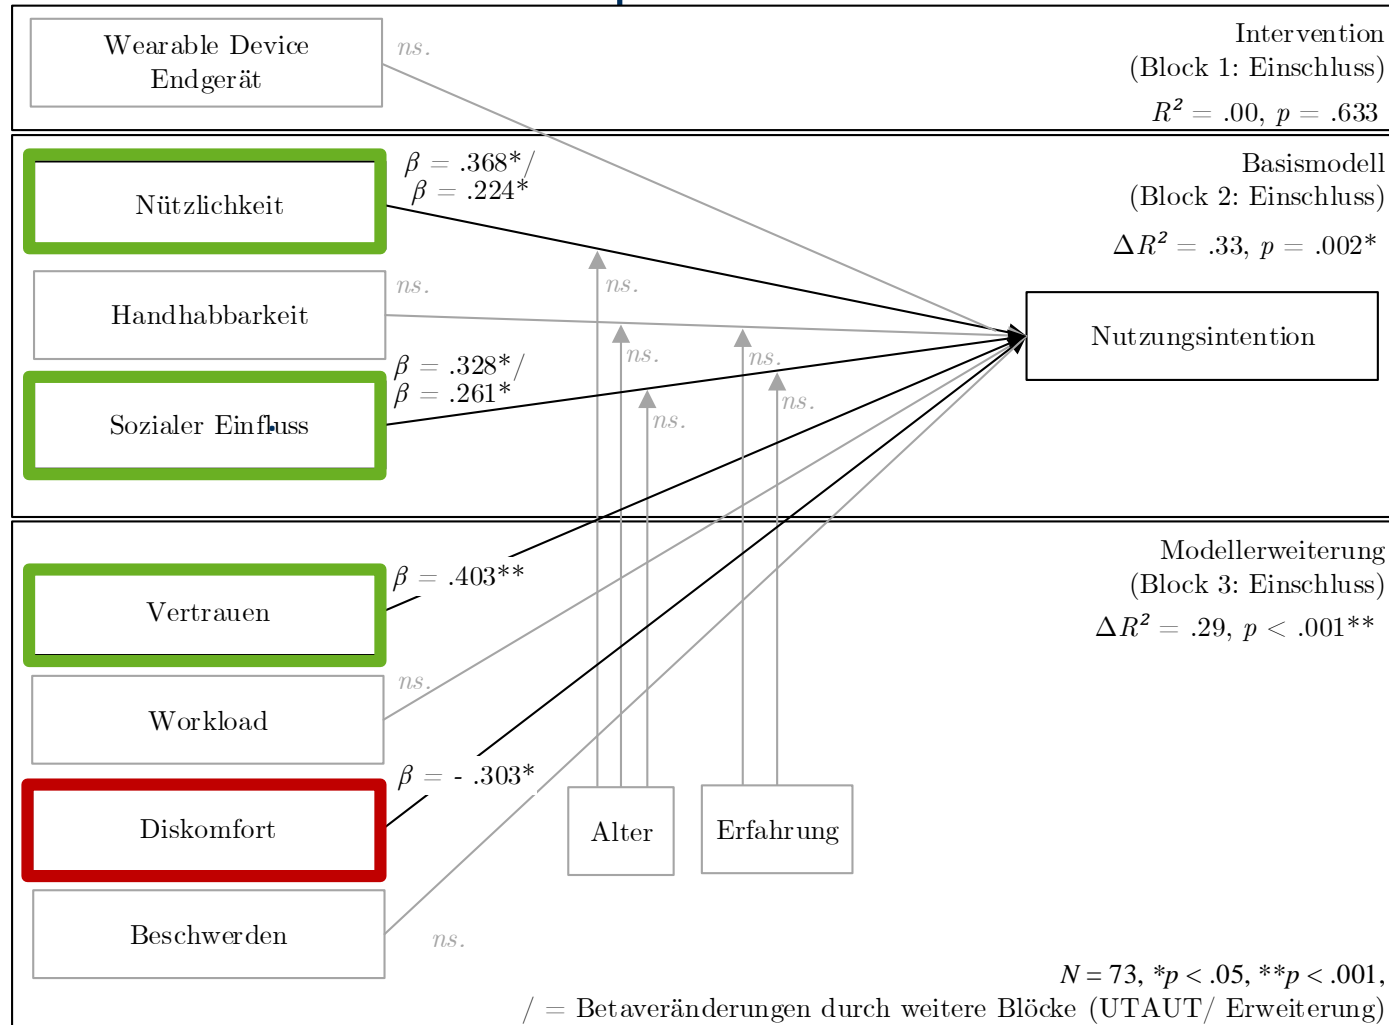 Wearable Device
Endgerät
ns.
Intervention
(Block 1: Einschluss)
R² = .00, p = .633
Nützlichkeit
β = .368*/
β = .224*
Basismodell
(Block 2: Einschluss)
ΔR² = .33, p = .002*
Handhabbarkeit
ns.
ns.
ns.
ns.
Nutzungsintention
Sozialer Einfluss
β = .328*/
β = .261*
ns.
ns.
Modellerweiterung
(Block 3: Einschluss)
ΔR² = .29, p < .001**
Vertrauen
β = .403**
Workload
ns.
Diskomfort
β = - .303*
Alter
Erfahrung
Beschwerden
ns.
N = 73, *p < .05, **p < .001,
/ = Betaveränderungen durch weitere Blöcke (UTAUT/ Erweiterung)